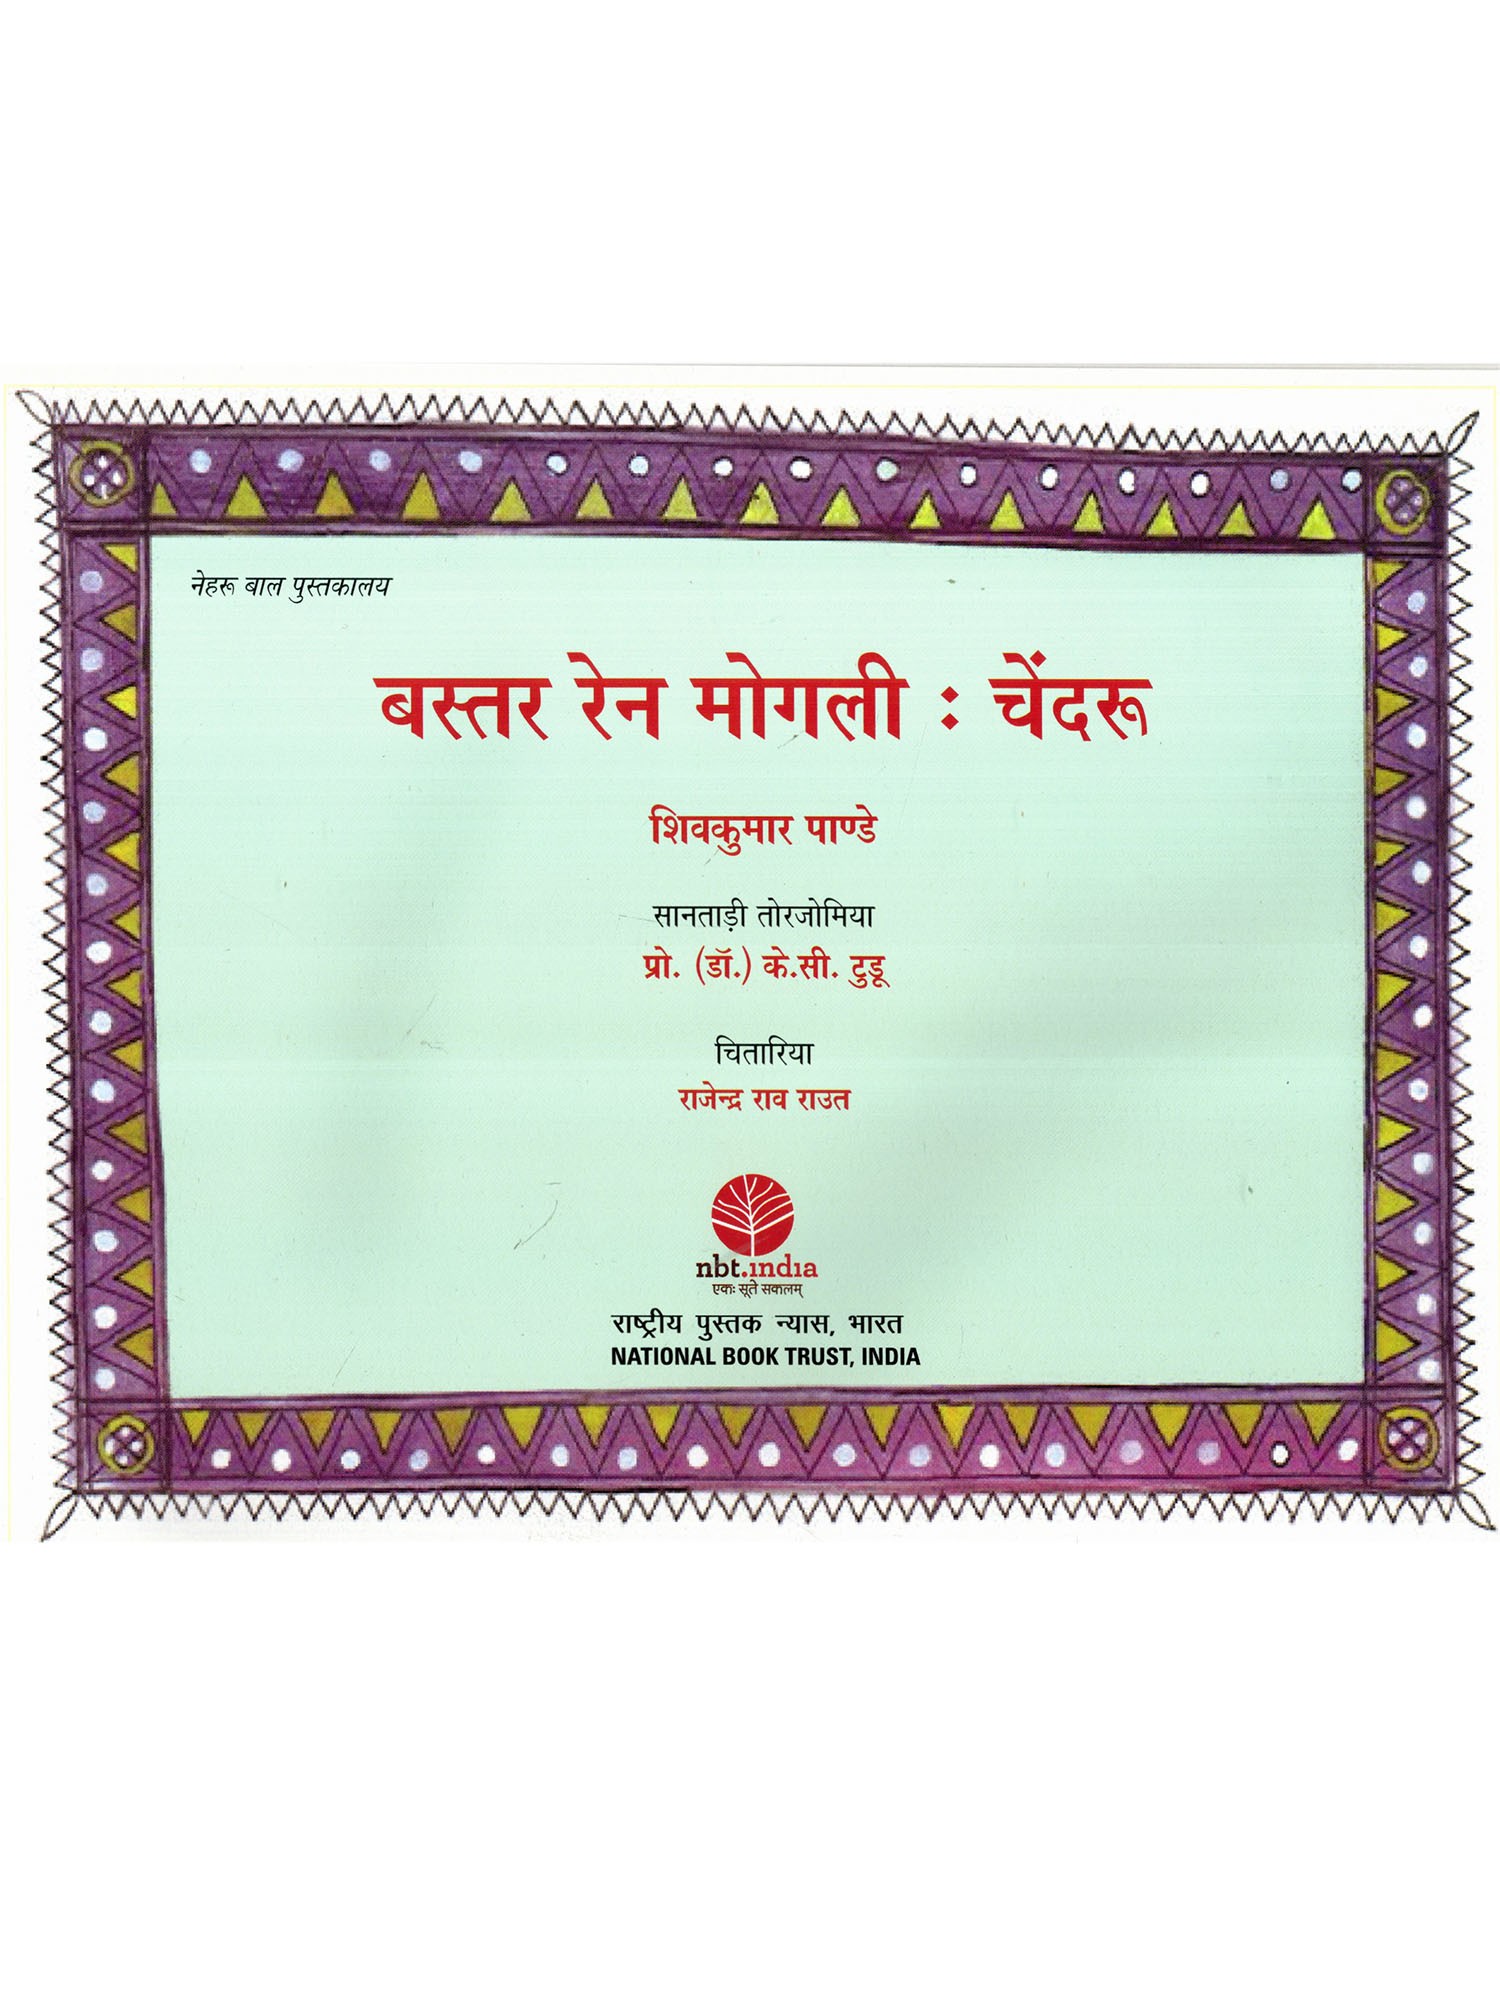 नेहरू बाल पुस्तकालय
बस्तर रेन मोगली : चेंदरू
शिवकुमार पाण्डे
सानताड़ी तोरजोमिया
प्रो. (डॉ.) के.सी. टुडू
चितारिया
राजेन्द्र राव राउत
nbt.india
एकः सूते सकलम्
राष्ट्रीय पुस्तक न्यास, भारत
NATIONAL BOOK TRUST, INDIA